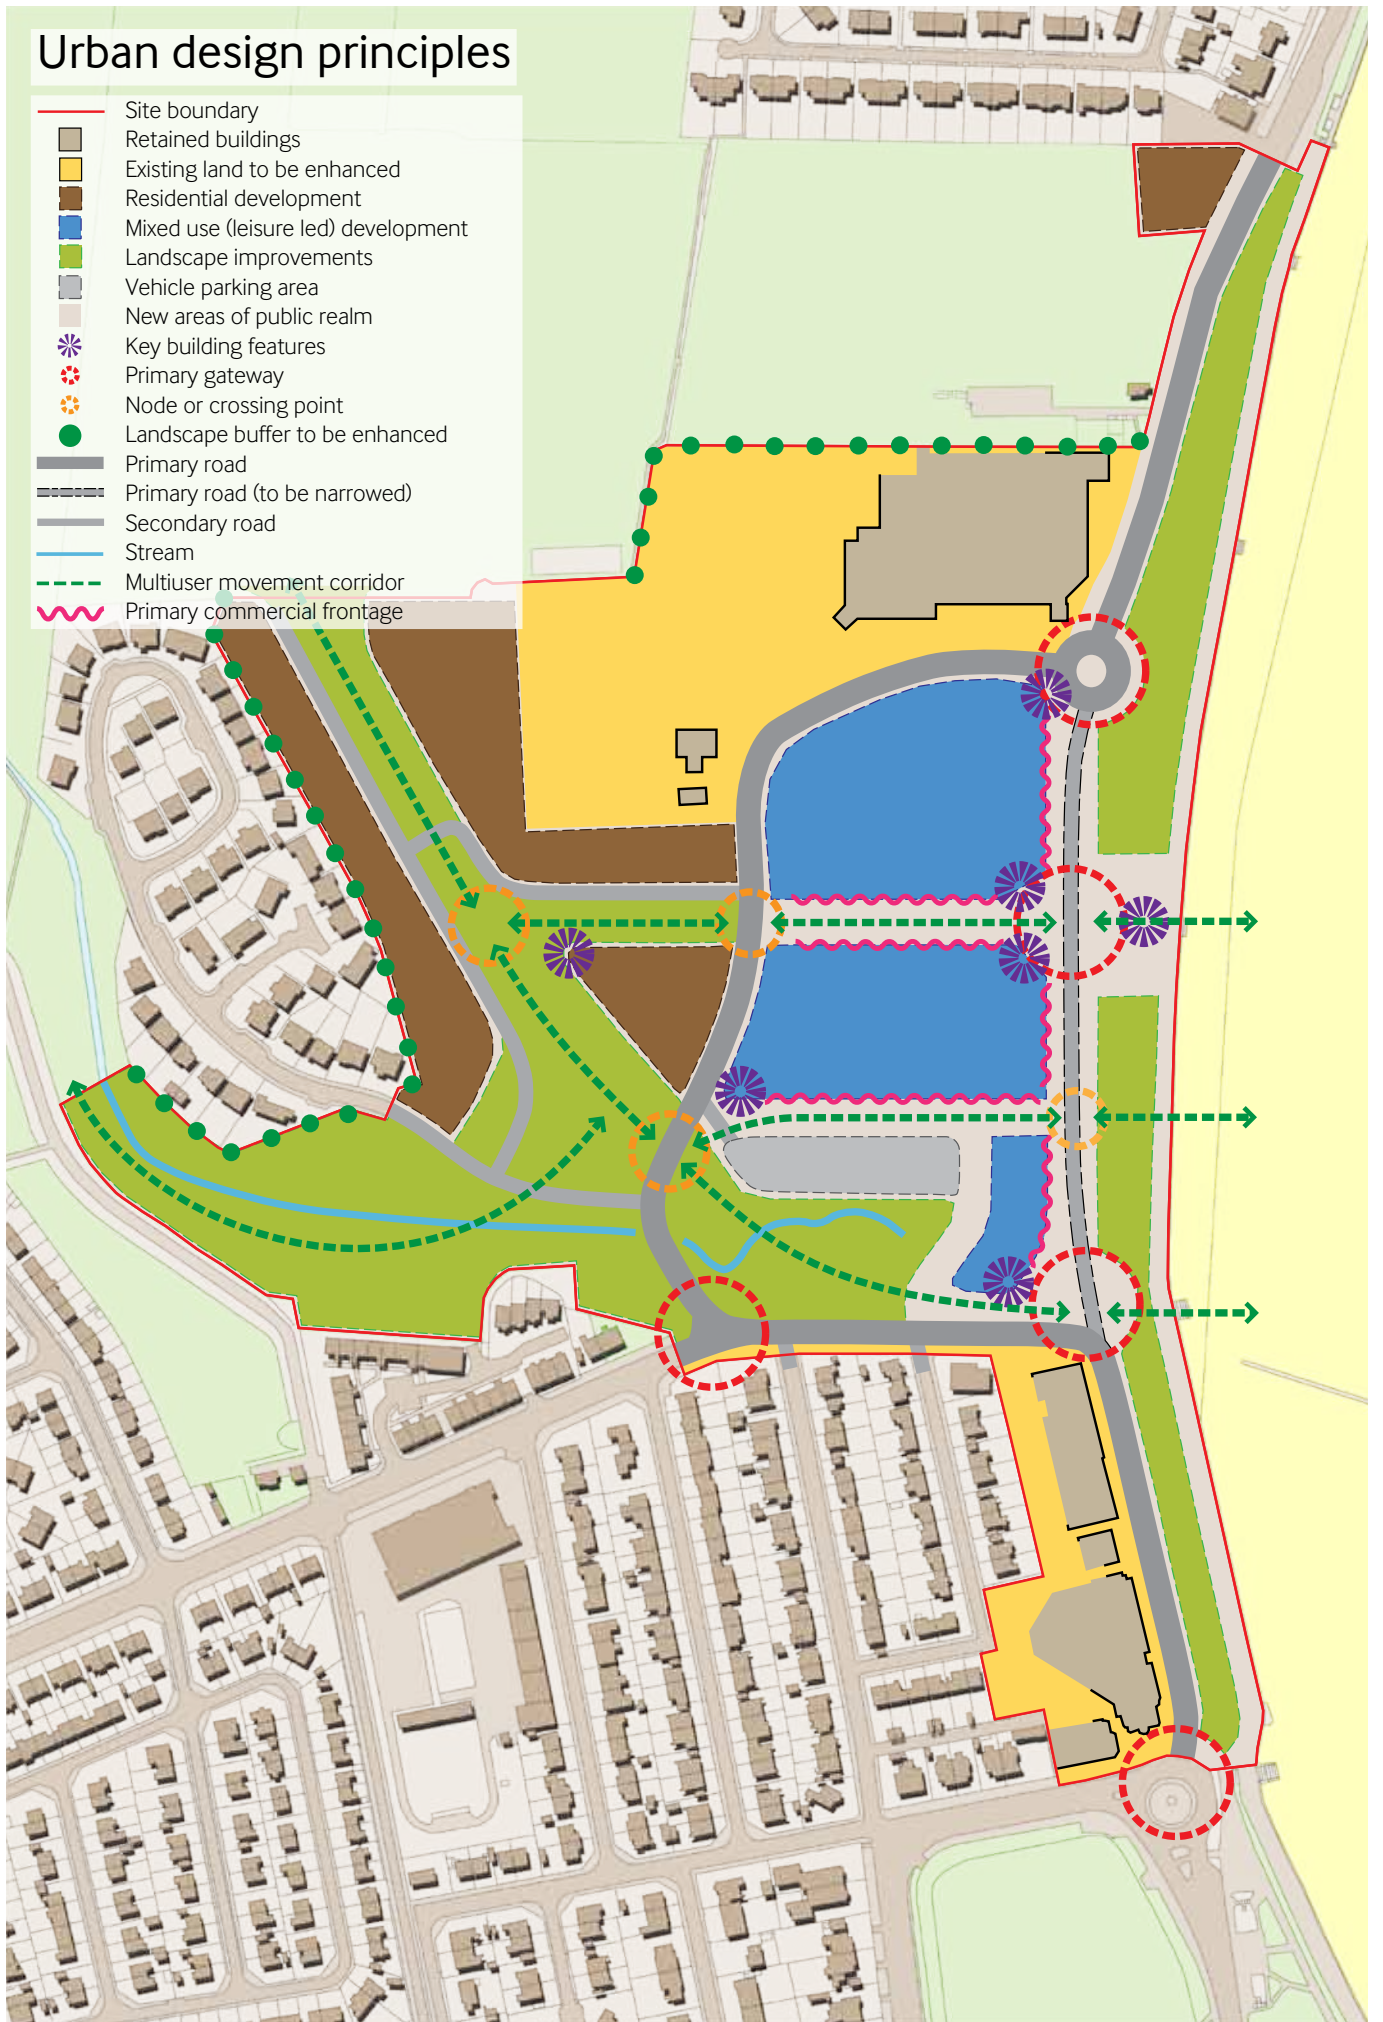 Urban design principles
Site boundary
Retained buildings
Existing land to be enhanced
Residential development
Mixed use (leisure led) development
Landscape improvements
Vehicle parking area
New areas of public realm
Key building features
Primary gateway
Node or crossing point
Landscape buffer to be enhanced
Primary road
Primary road (to be narrowed)
Secondary road
Stream
Multiuser movement corridor
Primary commercial frontage